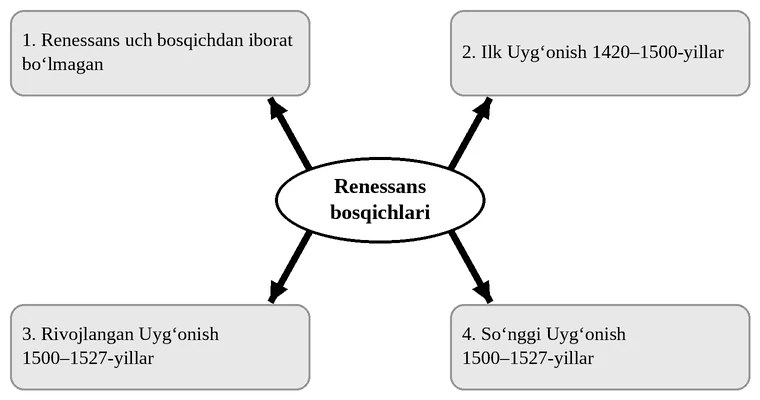 1. Renessans uch bosqichdan iborat
bo‘lmagan
2. Ilk Uyg‘onish 1420–1500-yillar
Renessans
bosqichlari
3. Rivojlangan Uyg‘onish
1500–1527-yillar
4. So‘nggi Uyg‘onish
1500–1527-yillar